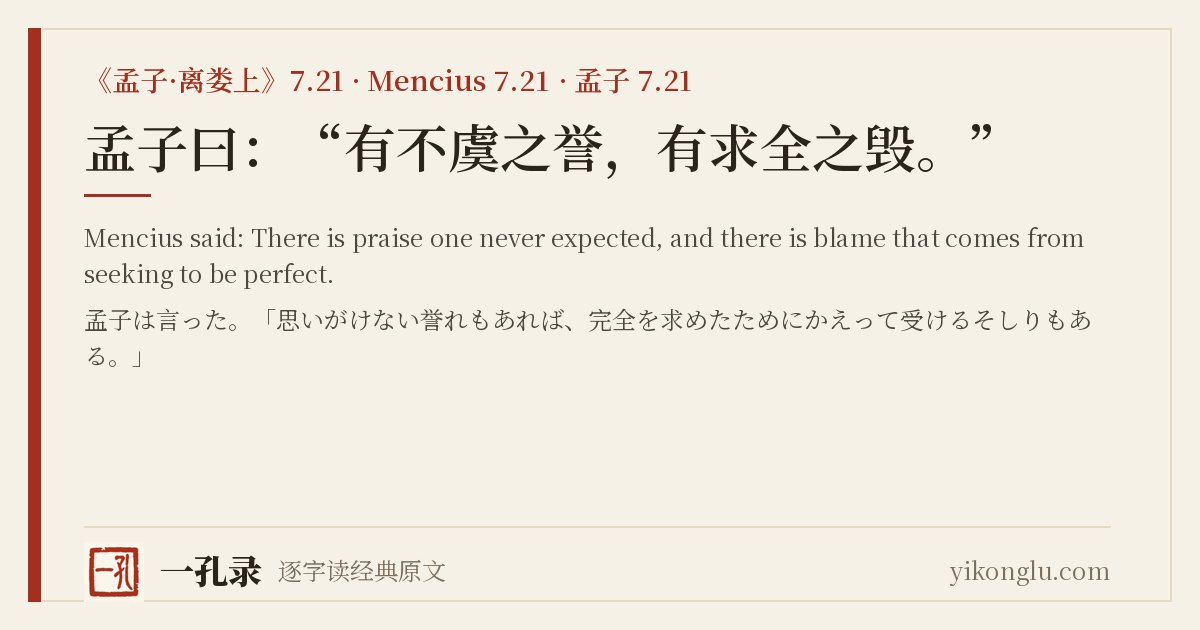 《孟子·离娄上》7.21 · Mencius 7.21 · 孟子 7.21
孟子曰：“有不虞之誉，有求全之毁。”
Mencius said: There is praise one never expected, and there is blame that comes from
seeking to be perfect.
孟子は言った。「思いがけない誉れもあれば、完全を求めたためにかえって受けるそしりもあ
る。」
一孔
一孔录 逐字读经典原文
yikonglu.com